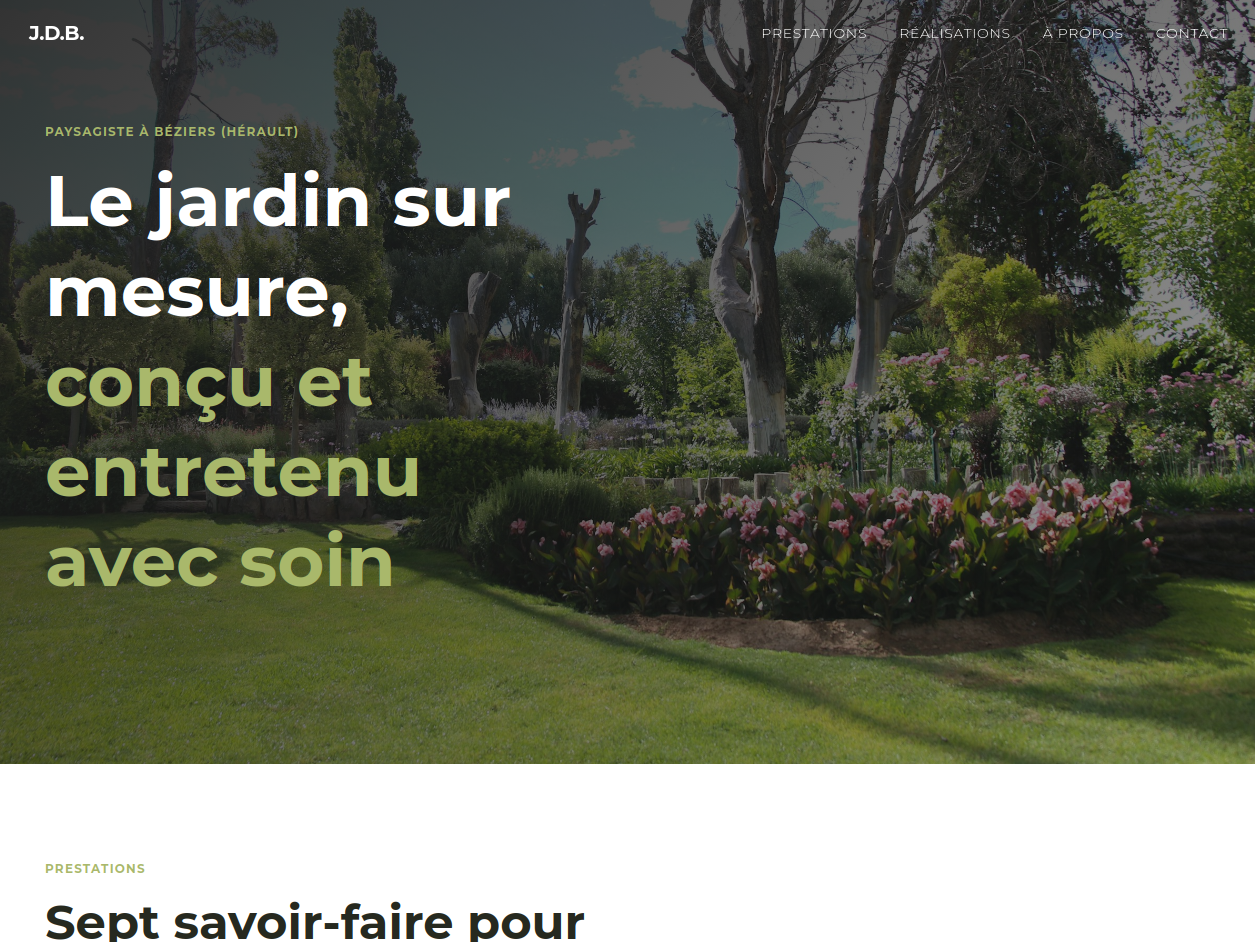 J.D.B.
PRESTATIONS RÉALISATIONS À PROPOS CONTACT
PAYSAGISTE À BÉZIERS (HÉRAULT)
Le jardin sur
mesure,
conçu et
entretenu
avec soin
PRESTATIONS
Sept savoir-faire pour